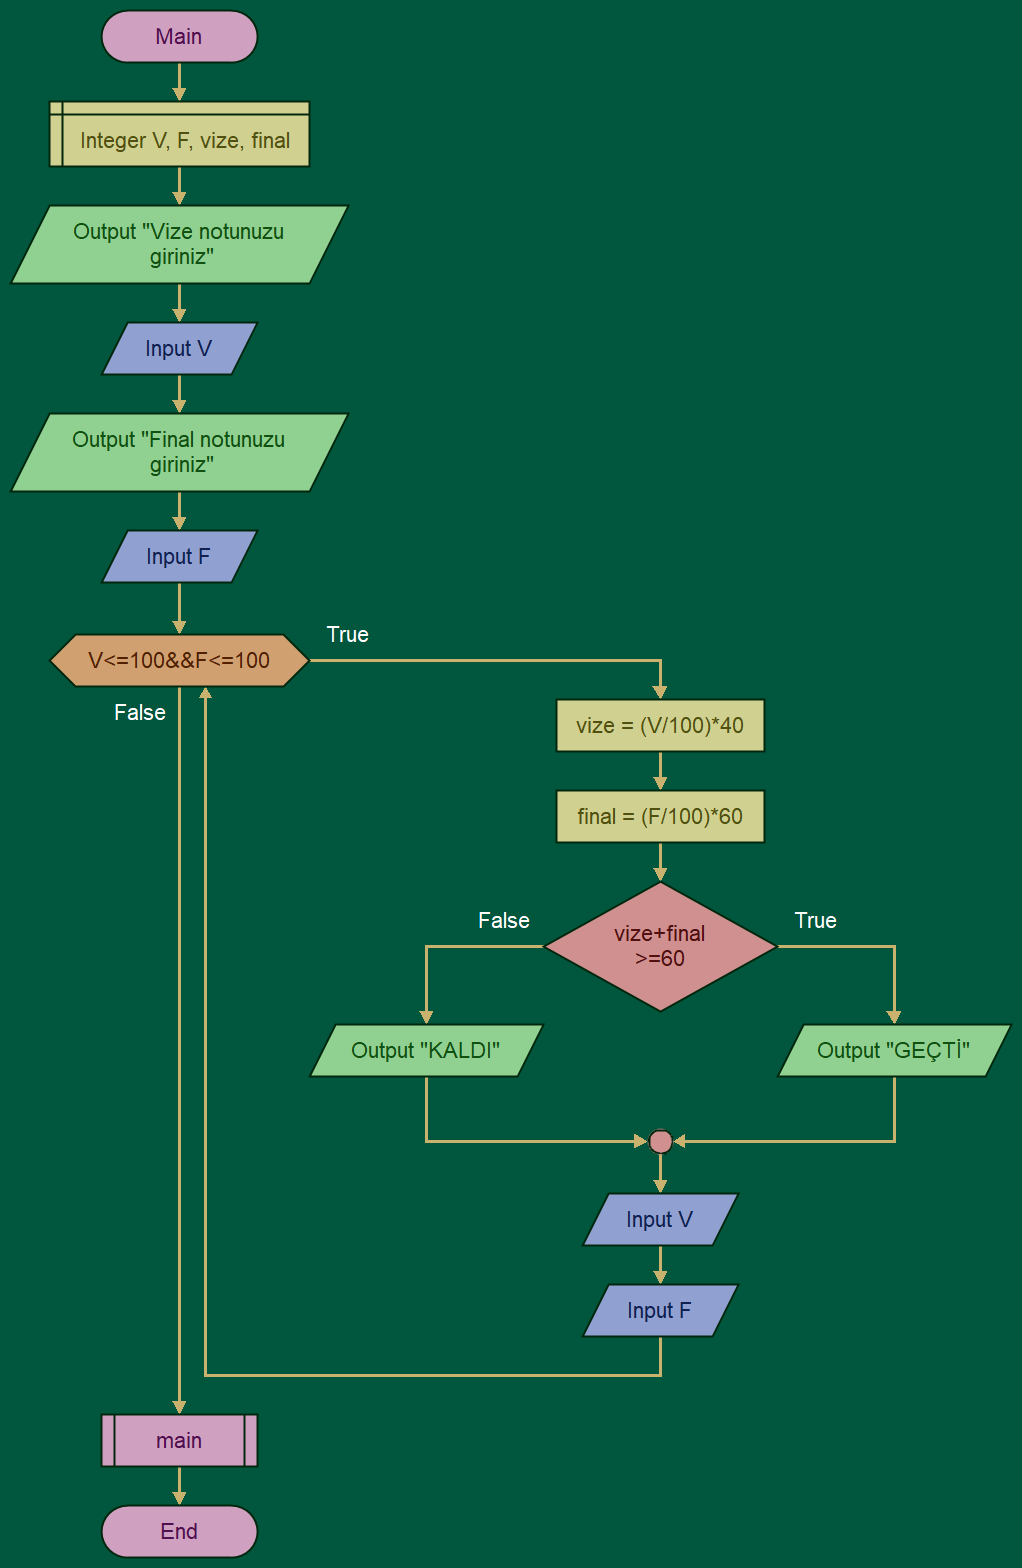 Main
Integer V, F, vize, final
Output "Vize notunuzu
giriniz"
Input V
Output "Final notunuzu
giriniz"
Input F
V<=100&&F<=100
True
False
vize = (V/100)*40
final = (F/100)*60
vize+final
>=60
False
True
Output "KALDI"
Output "GEÇTİ"
Input V
Input F
main
End